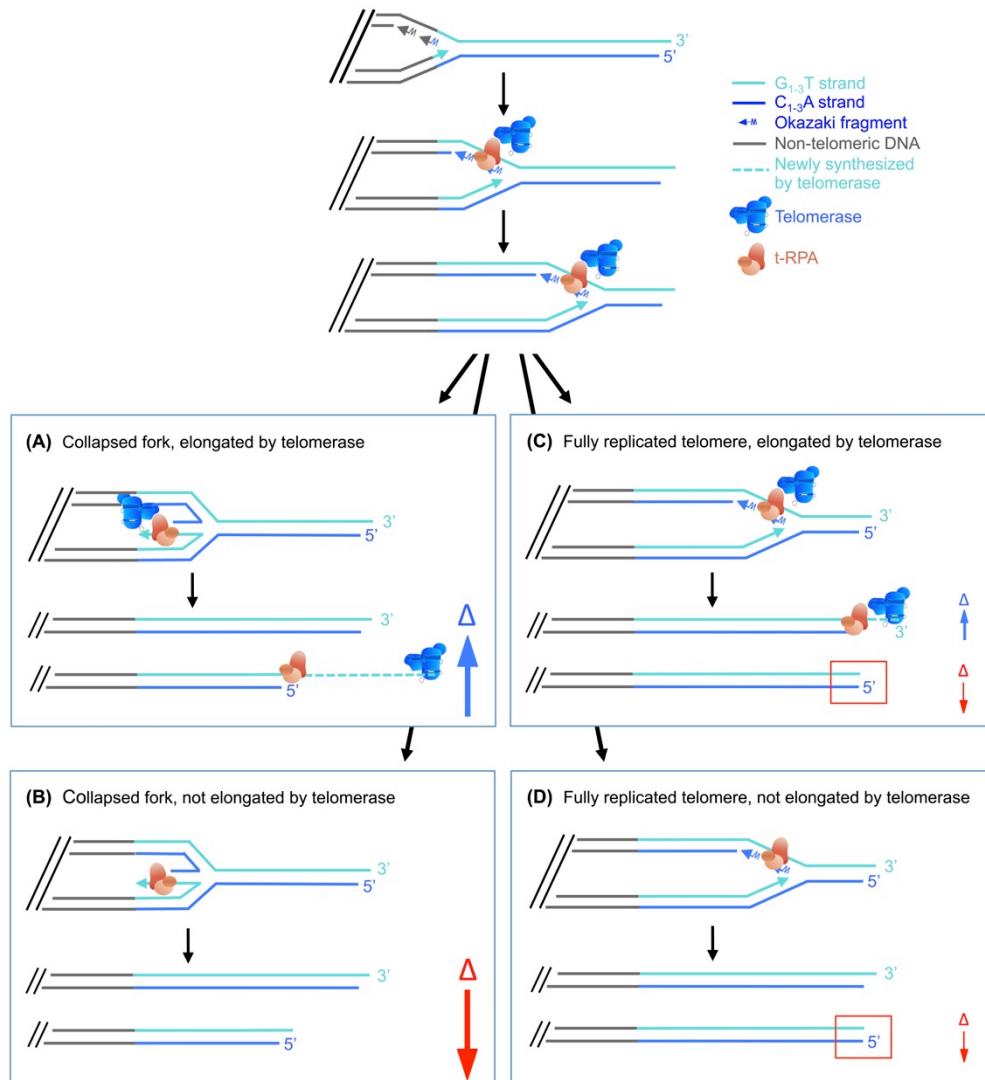 3’
5’
G1-3T strand
C1-3A strand
Okazaki fragment
Non-telomeric DNA
Newly synthesized
by telomerase
Telomerase
t-RPA
(A) Collapsed fork, elongated by telomerase
3’
5’
3’
5’
Δ
(C) Fully replicated telomere, elongated by telomerase
3’
5’
3’
Δ
Δ
5’
(B) Collapsed fork, not elongated by telomerase
3’
5’
3’
5’
Δ
(D) Fully replicated telomere, not elongated by telomerase
3’
5’
3’
5’
Δ